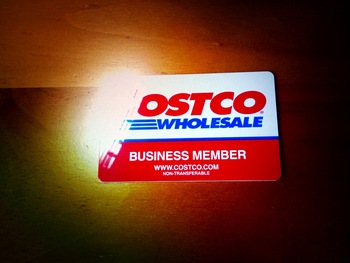 OSTCO
WHOLESALE
BUSINESS MEMBER
WWW.COSTCO.COM
NON-TRANSFERABLE